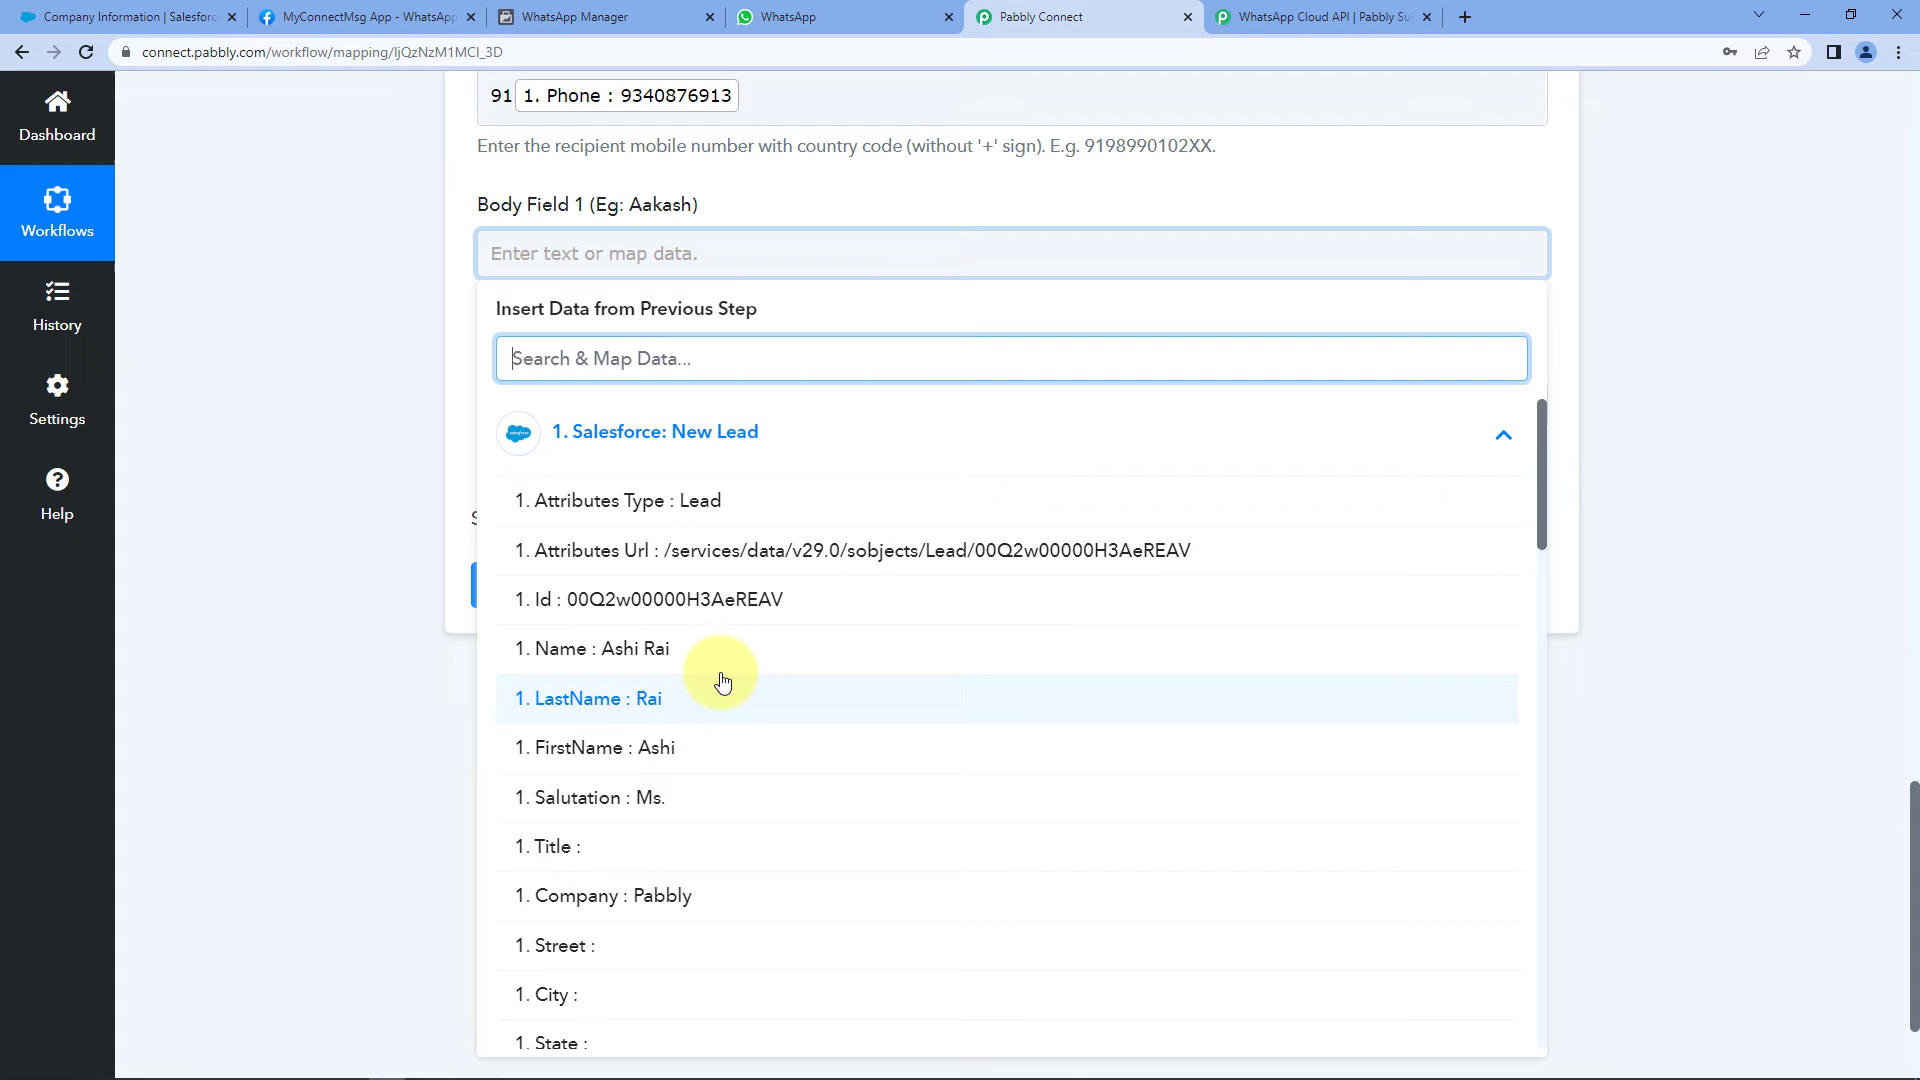 Company Information | Salesforc
MyConnectMsg App - WhatsApp
WhatsApp Manager
WhatsApp
Pabbly Connect
WhatsApp Cloud API | Pabbly Su
connect.pabbly.com/workflow/mapping/IjQzNzM1MCI_3D
Dashboard
Workflows
History
Settings
Help
91 1. Phone : 9340876913
Enter the recipient mobile number with country code (without '+' sign). E.g. 9198990102XX.
Body Field 1 (Eg: Aakash)
Enter text or map data.
Insert Data from Previous Step
Search & Map Data...
1. Salesforce: New Lead
1. Attributes Type : Lead
1. Attributes Url : /services/data/v29.0/sobjects/Lead/00Q2w00000H3AeREAV
1. Id : 00Q2w00000H3AeREAV
1. Name : Ashi Rai
1. LastName : Rai
1. FirstName : Ashi
1. Salutation : Ms.
1. Title :
1. Company : Pabbly
1. Street :
1. City :
1. State :